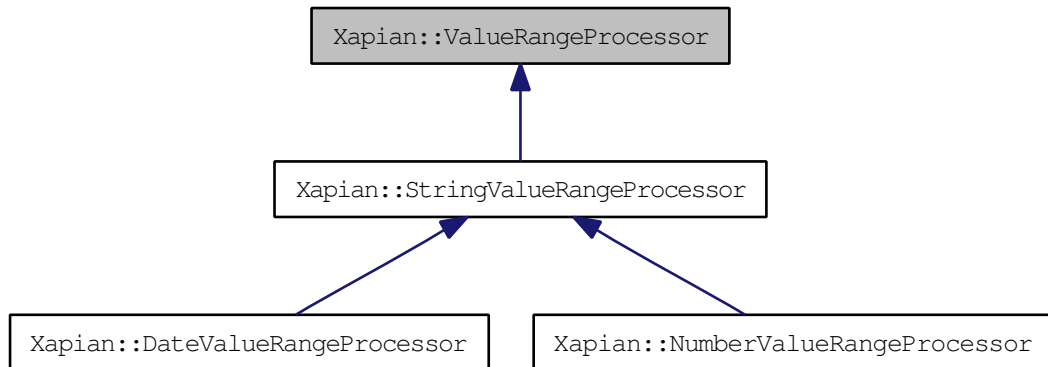 Xapian::ValueRangeProcessor
Xapian::StringValueRangeProcessor
Xapian::DateValueRangeProcessor
Xapian::NumberValueRangeProcessor